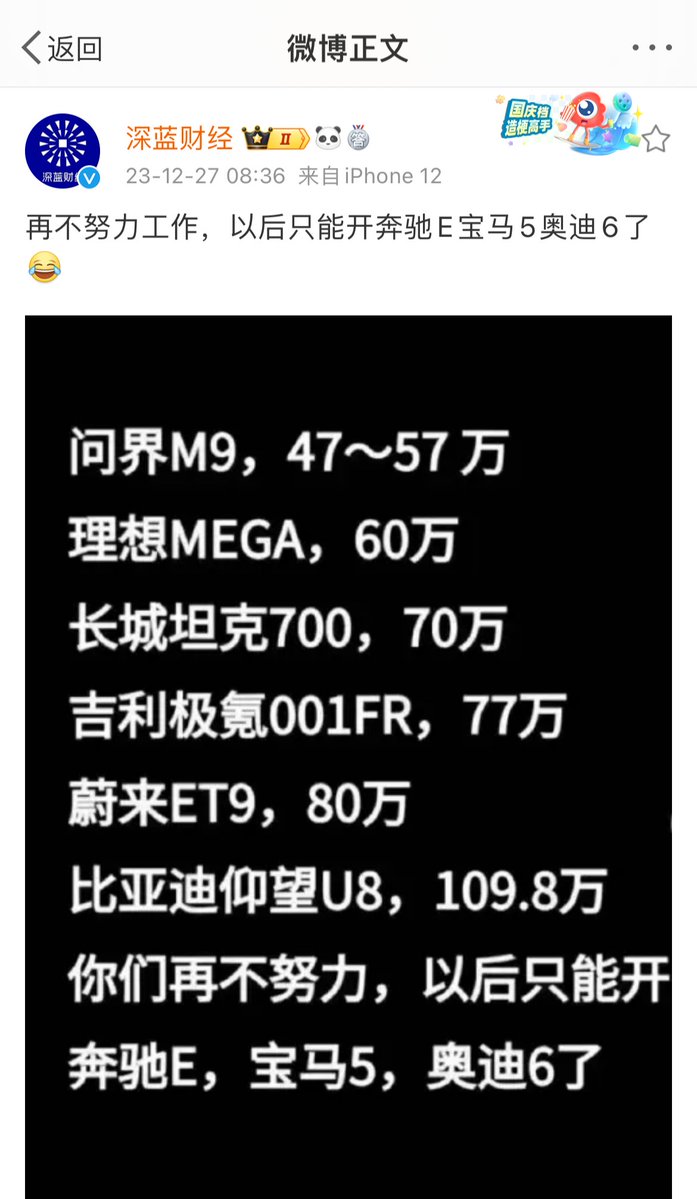 返回
微博正文
深蓝财经
II
答
国庆档
造梗高手
深蓝财经
23-12-27 08:36 来自iPhone 12
再不努力工作，以后只能开奔驰E宝马5奥迪6了
😂
问界M9，47～57 万
理想MEGA，60万
长城坦克700，70万
吉利极氪001FR，77万
蔚来ET9，80万
比亚迪仰望U8，109.8万
你们再不努力，以后只能开
奔驰E，宝马5，奥迪6了